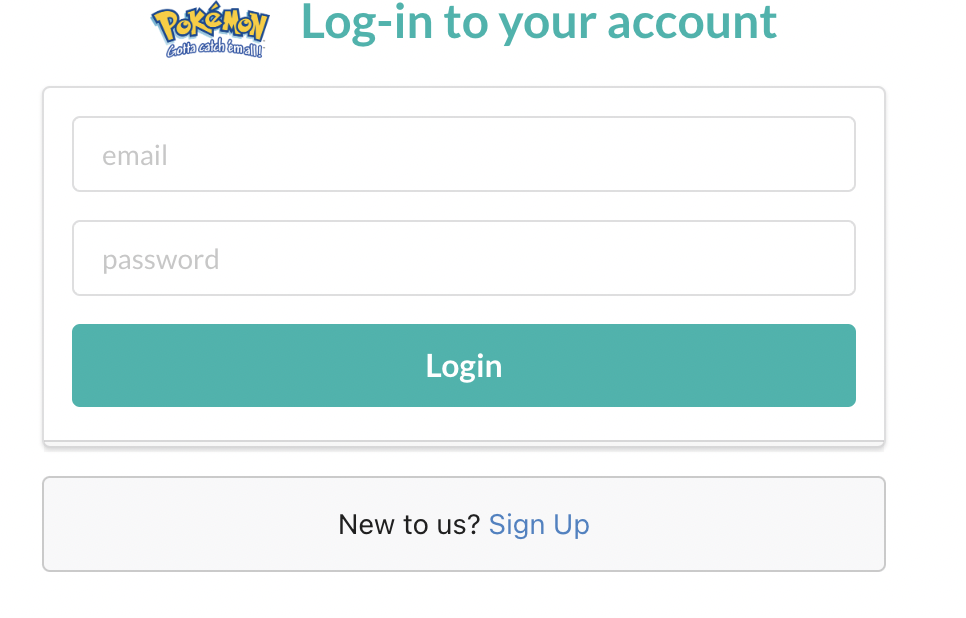 POKÉMON
Gotta catch 'em all!
Log-in to your account
email
password
Login
New to us? Sign Up